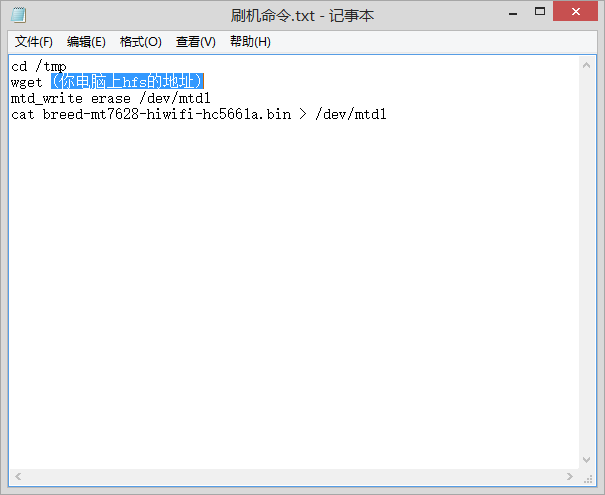 刷机命令.txt - 记事本
文件(F) 编辑(E) 格式(O) 查看(V) 帮助(H)
cd /tmp
wget (你电脑上hfs的地址)
mtd_write erase /dev/mtd1
cat breed-mt7628-hiwifi-hc5661a.bin > /dev/mtd1